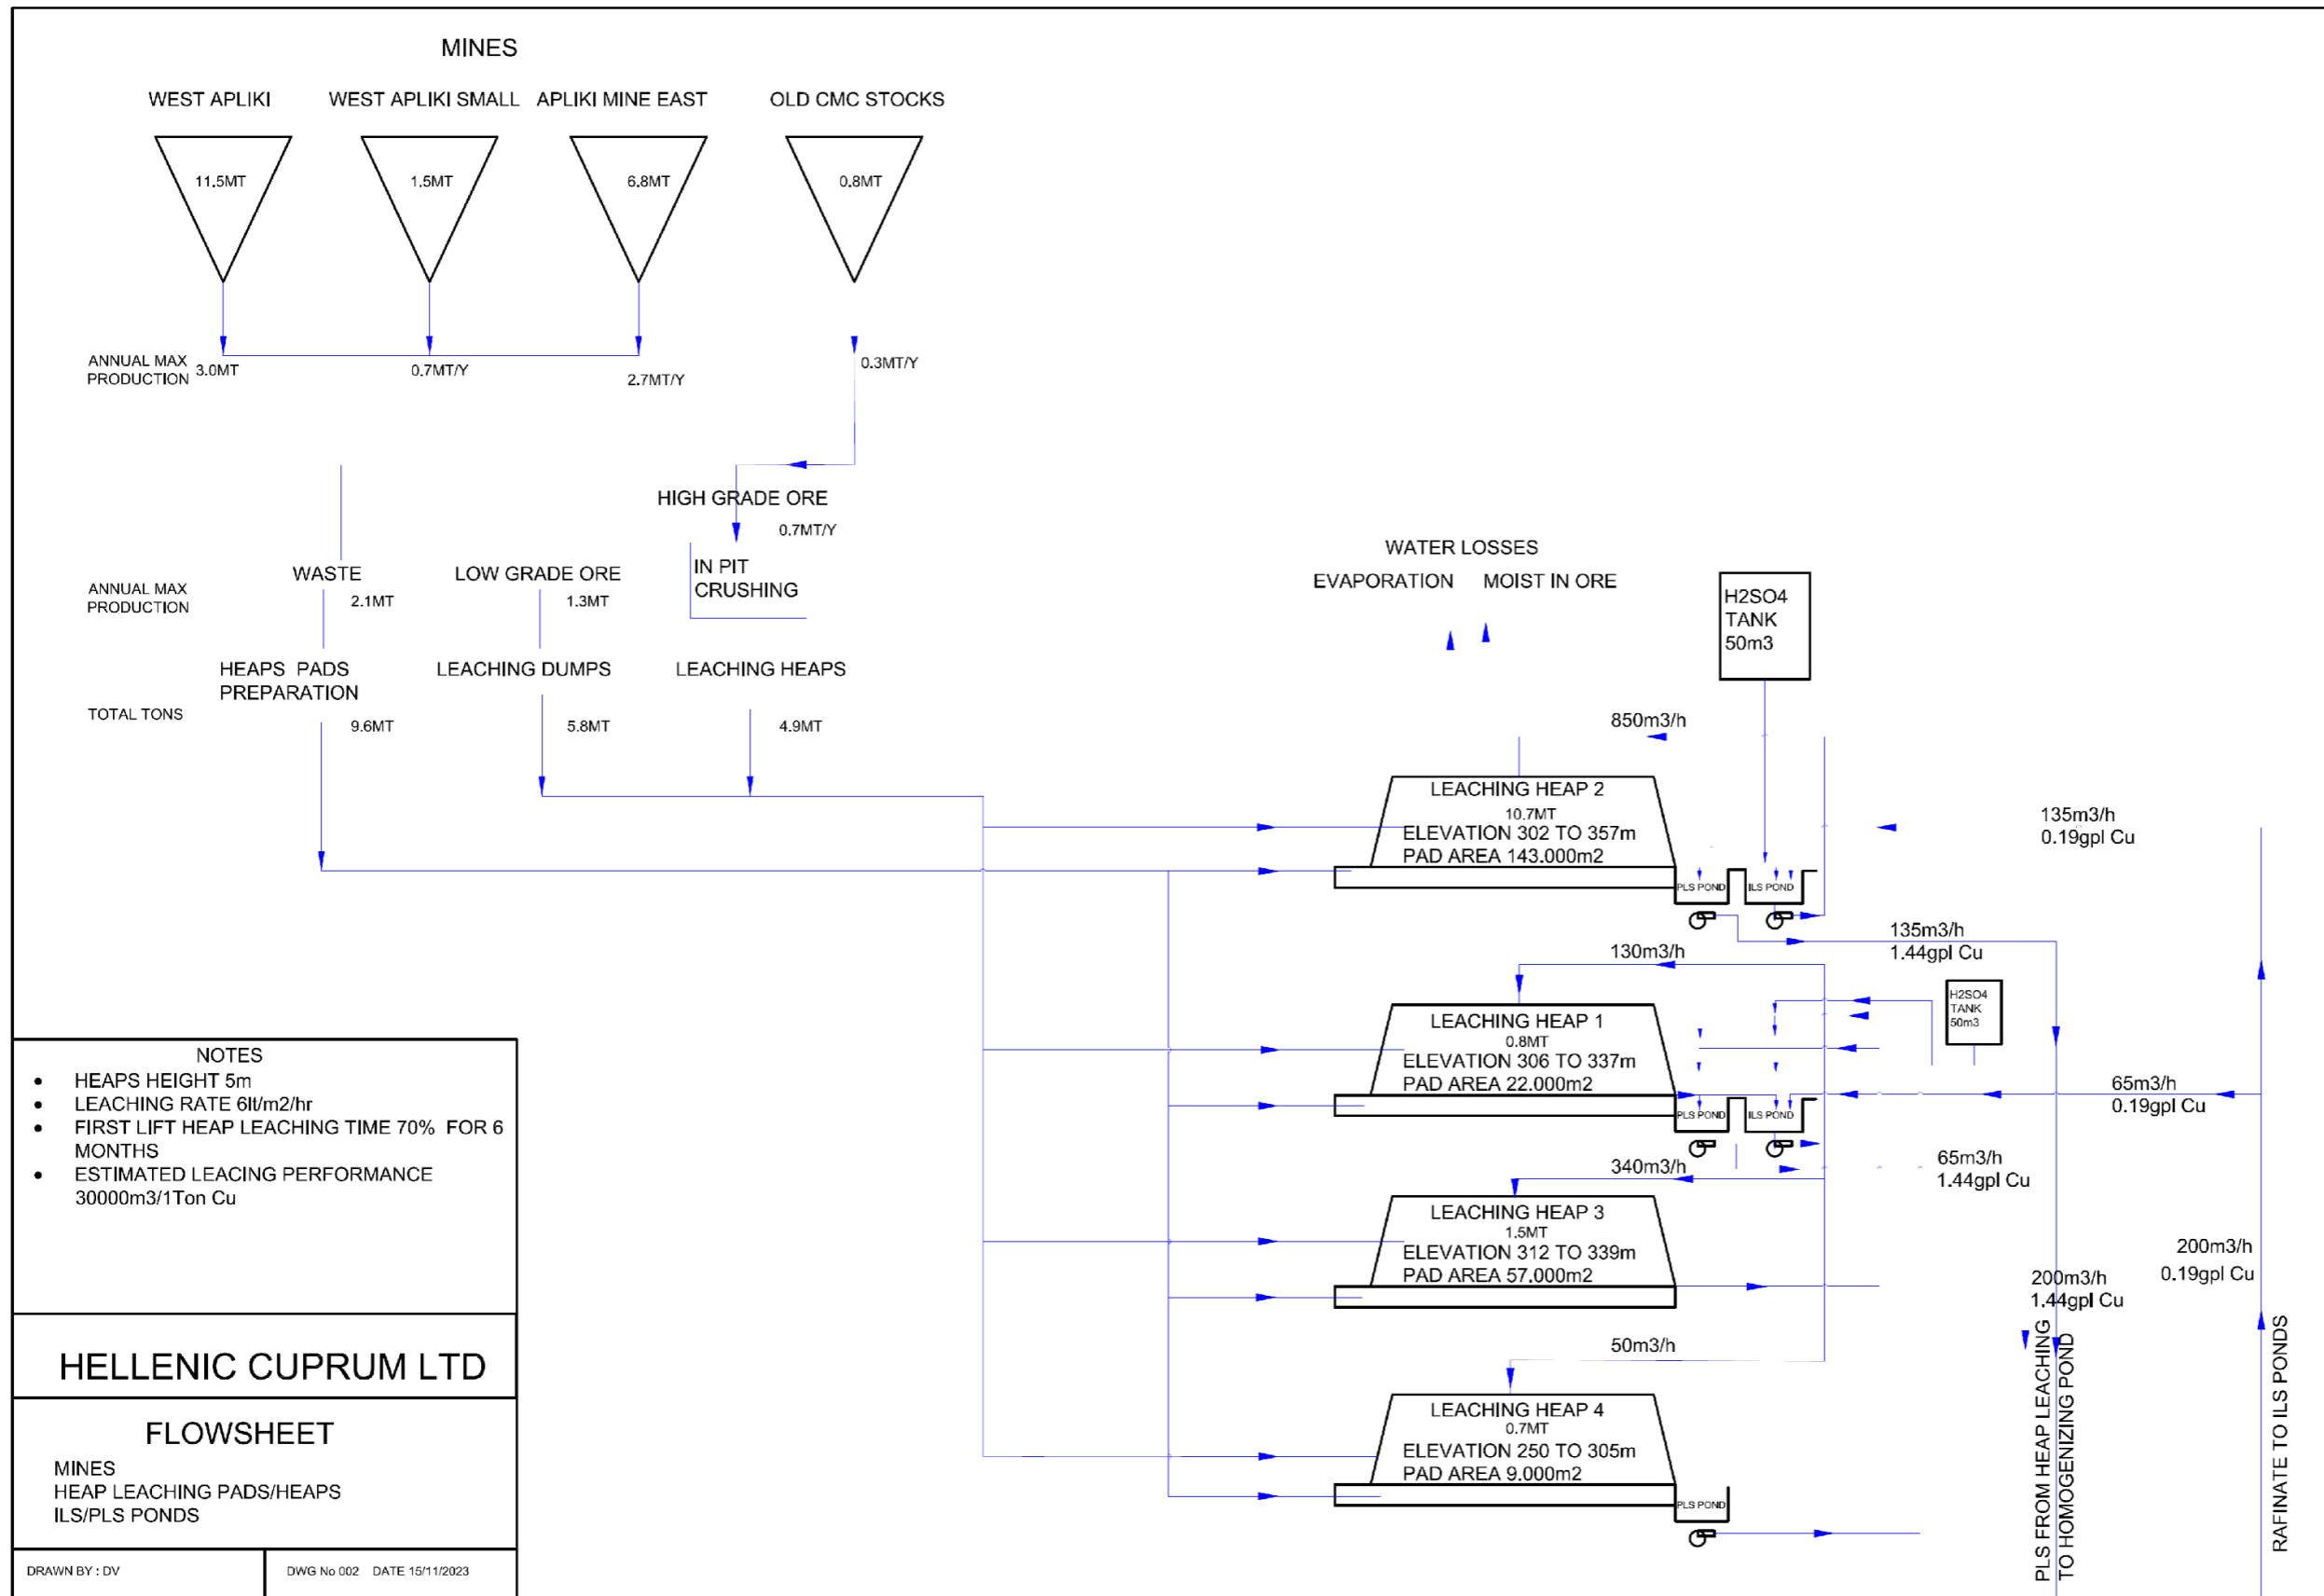 MINES
WEST APLIKI
WEST APLIKI SMALL
APLIKI MINE EAST
OLD CMC STOCKS
11.5MT
1.5MT
6.8MT
0.8MT
ANNUAL MAX
PRODUCTION
3.0MT
0.7MT/Y
2.7MT/Y
0.3MT/Y
HIGH GRADE ORE
0.7MT/Y
IN PIT
CRUSHING
WASTE
LOW GRADE ORE
ANNUAL MAX
PRODUCTION
2.1MT
1.3MT
HEAPS PADS
PREPARATION
LEACHING DUMPS
LEACHING HEAPS
TOTAL TONS
9.6MT
5.8MT
4.9MT
WATER LOSSES
EVAPORATION
MOIST IN ORE
H2SO4
TANK
50m3
850m3/h
LEACHING HEAP 2
10.7MT
ELEVATION 302 TO 357m
PAD AREA 143.000m2
PLS POND
ILS POND
135m3/h
0.19gpl Cu
135m3/h
1.44gpl Cu
130m3/h
H2SO4
TANK
50m3
LEACHING HEAP 1
0.8MT
ELEVATION 306 TO 337m
PAD AREA 22.000m2
PLS POND
ILS POND
65m3/h
0.19gpl Cu
65m3/h
1.44gpl Cu
340m3/h
LEACHING HEAP 3
1.5MT
ELEVATION 312 TO 339m
PAD AREA 57.000m2
200m3/h
0.19gpl Cu
200m3/h
1.44gpl Cu
50m3/h
LEACHING HEAP 4
0.7MT
ELEVATION 250 TO 305m
PAD AREA 9.000m2
PLS POND
PLS FROM HEAP LEACHING
TO HOMOGENIZING POND
RAFINATE TO ILS PONDS
NOTES
• HEAPS HEIGHT 5m
• LEACHING RATE 6lt/m2/hr
• FIRST LIFT HEAP LEACHING TIME 70% FOR 6
MONTHS
• ESTIMATED LEACING PERFORMANCE
30000m3/1Ton Cu
HELLENIC CUPRUM LTD
FLOWSHEET
MINES
HEAP LEACHING PADS/HEAPS
ILS/PLS PONDS
DRAWN BY : DV
DWG No 002 DATE 15/11/2023